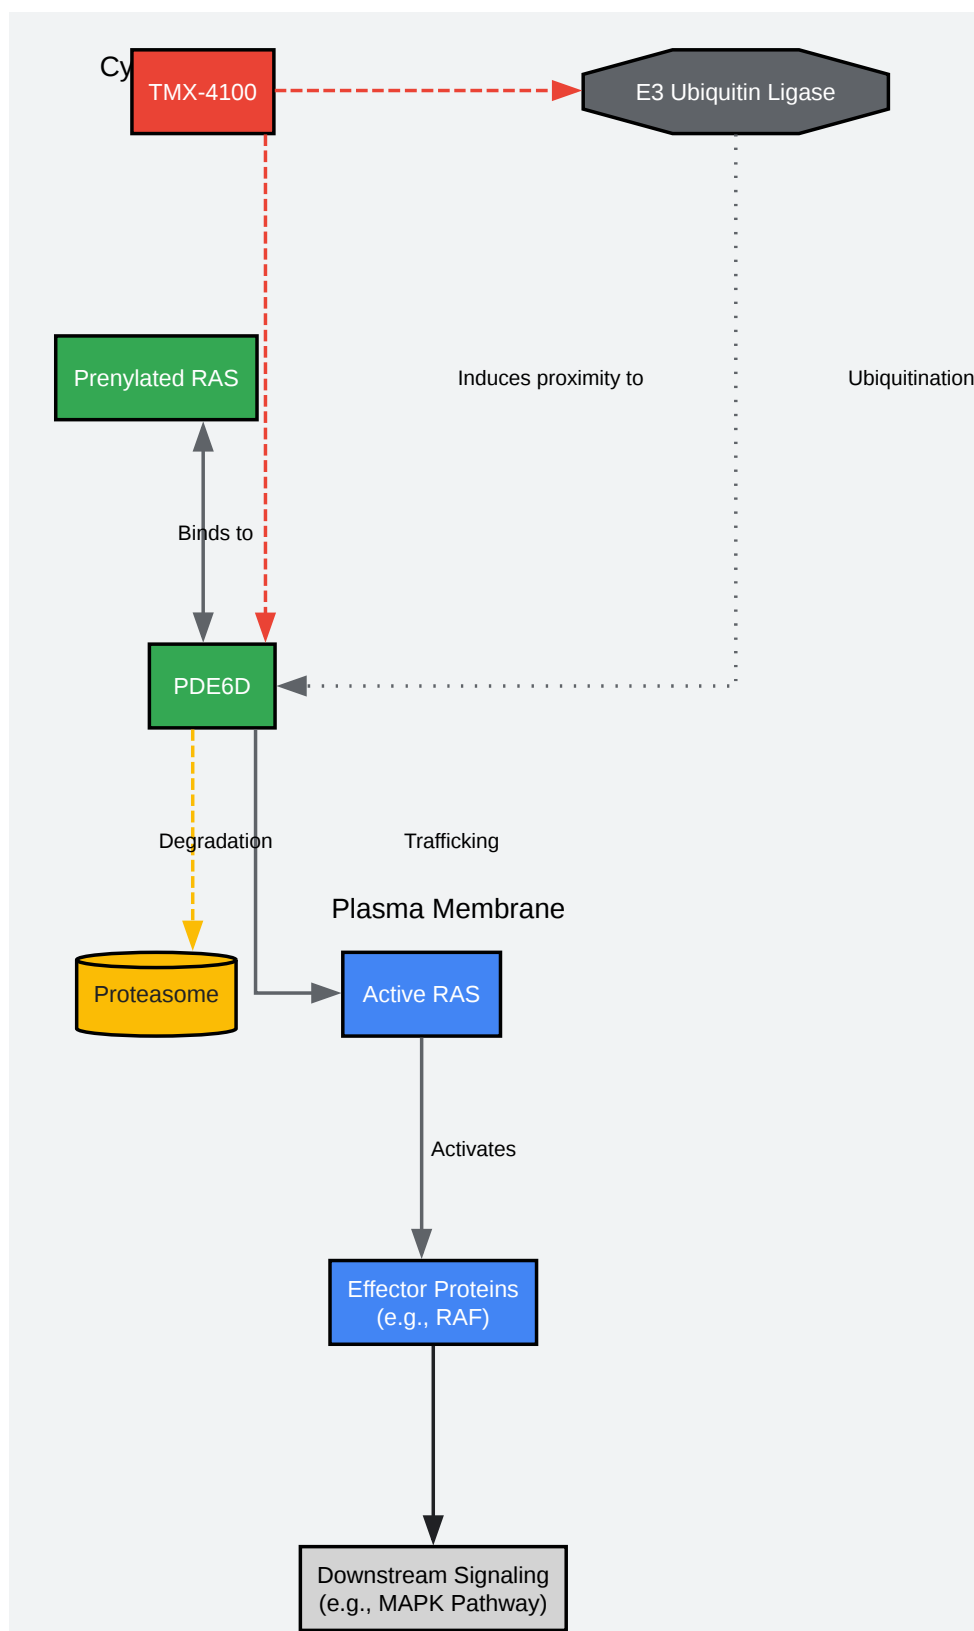 Cy
TMX-4100
E3 Ubiquitin Ligase
Prenylated RAS
Induces proximity to
Ubiquitination
Binds to
PDE6D
Degradation
Trafficking
Plasma Membrane
Proteasome
Active RAS
Activates
Effector Proteins
(e.g., RAF)
Downstream Signaling
(e.g., MAPK Pathway)